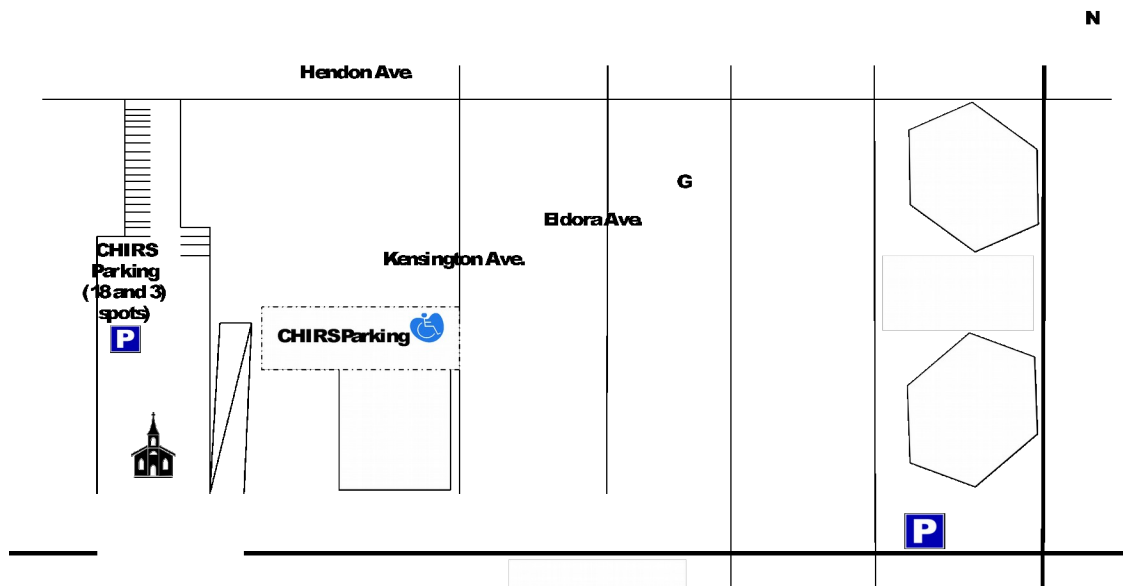 N
Hendon Ave.
G
Eldora Ave.
Kensington Ave.
CHIRS
Parking
(18 and 3)
spots)
P
CHIRS Parking
P